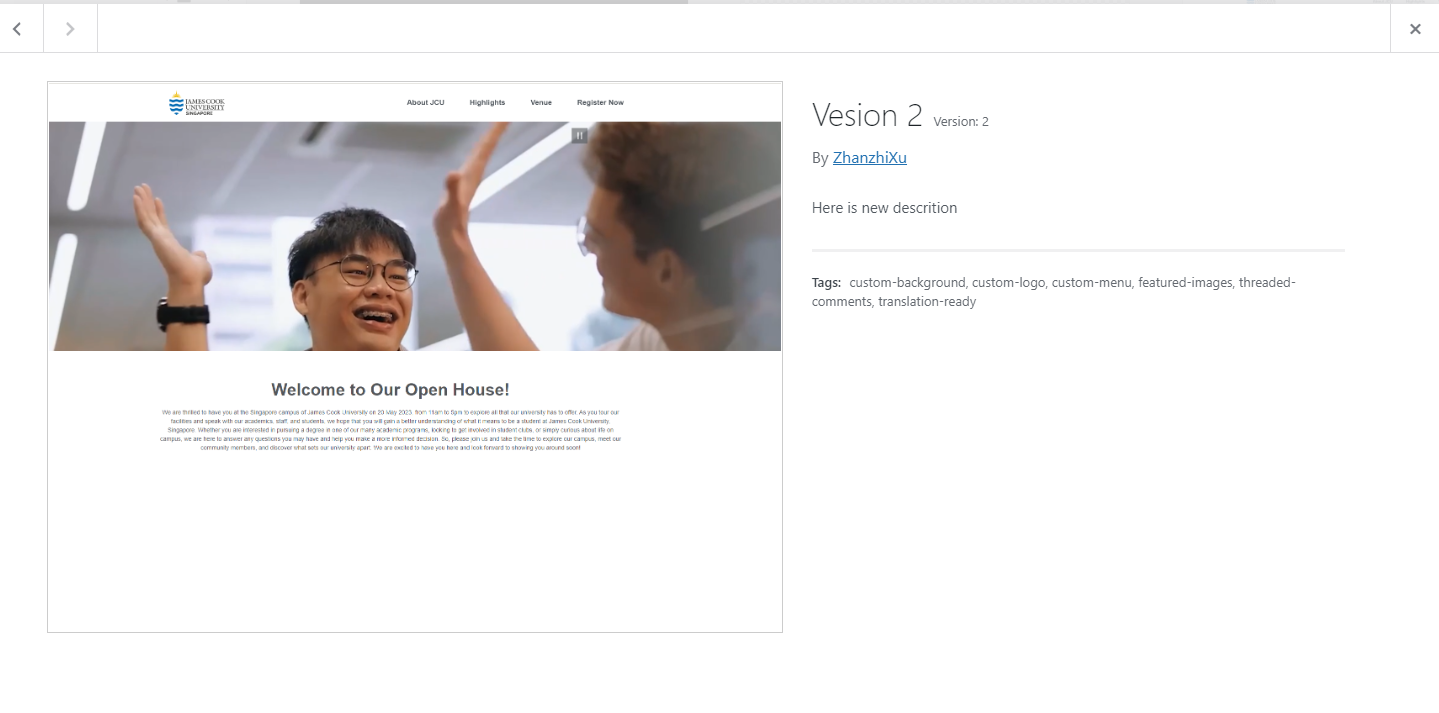 JAMES COOK
UNIVERSITY
SINGAPORE
About JCU Highlights Venue Register Now
Welcome to Our Open House!
We are thrilled to have you at the Singapore campus of James Cook University on 20 May 2023, from 11am to 5pm to explore all that our university has to offer. As you tour our
facilities and speak with our academics, staff, and students, we hope that you will gain a better understanding of what it means to be a student at James Cook University,
Singapore. Whether you are interested in pursuing a degree in one of our many academic programs, looking to get involved in student clubs, or simply curious about life on
campus, we are here to answer any questions you may have and help you make a more informed decision. So, please join us and take the time to explore our campus, meet our
community members, and discover what sets our university apart. We are excited to have you here and look forward to showing you around soon!
Vesion 2 Version: 2
By ZhanzhiXu
Here is new descrition
Tags: custom-background, custom-logo, custom-menu, featured-images, threaded-
comments, translation-ready